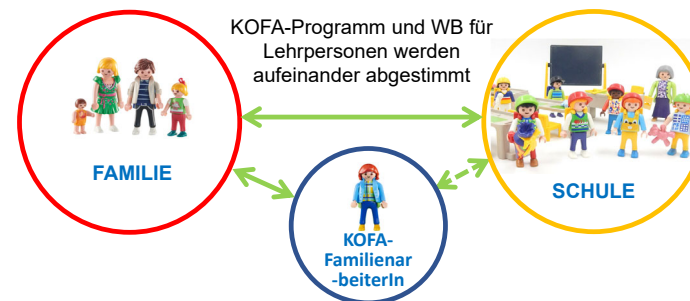 KOFA-Programm und WB für
Lehrpersonen werden
aufeinander abgestimmt
FAMILIE
SCHULE
KOFA-
Familienar
-beiterIn